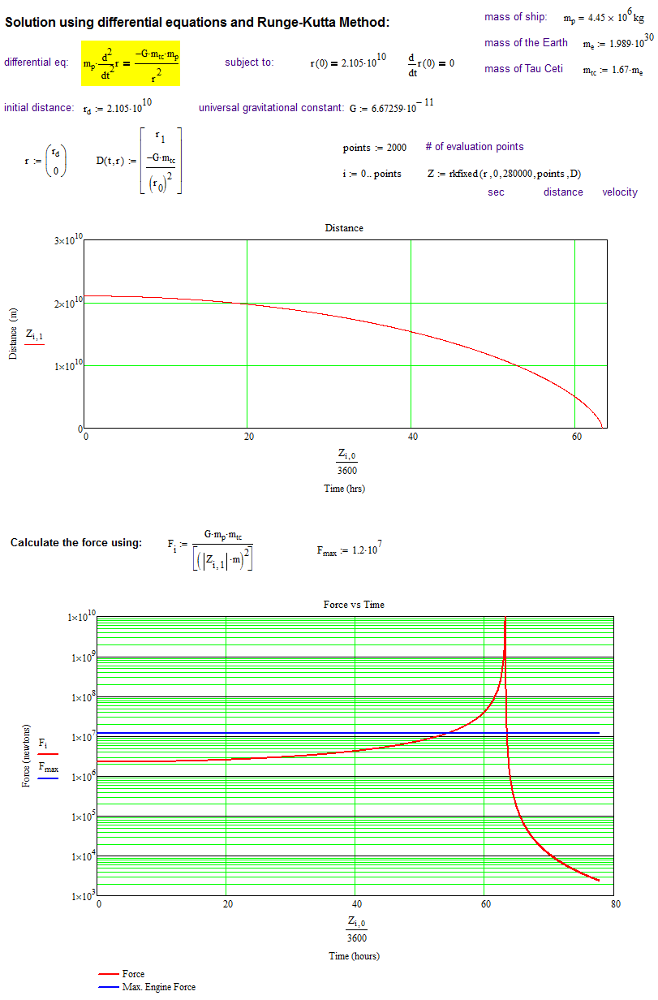 Solution using differential equations and Runge-Kutta Method:
mass of ship: m_p = 4.45 × 10^6 kg
mass of the Earth m_e := 1.989·10^30
mass of Tau Ceti m_tc := 1.67·m_e
differential eq: m_p · d^2/dt^2 r = -G·m_tc·m_p / r^2 subject to: r(0) = 2.105·10^10 d/dt r(0) = 0
initial distance: r_d := 2.105·10^10 universal gravitational constant: G := 6.67259·10^-11
r := (r_d 0) D(t,r) := [r_1 -G·m_tc / (r_0)^2]
points := 2000 # of evaluation points
i := 0.. points Z := rkfixed(r,0,280000,points,D)
sec distance velocity
Distance
3×10^10
2×10^10
1×10^10
0
Distance (m)
Z_i,1
0 20 40 60
Z_i,0 / 3600
Time (hrs)
Calculate the force using: F_i := G·m_p·m_tc / [(|Z_i,1|·m)^2] F_max := 1.2·10^7
Force vs Time
1×10^10
1×10^9
1×10^8
1×10^7
1×10^6
1×10^5
1×10^4
1×10^3
Force (newtons)
F_i
F_max
0 20 40 60 80
Z_i,0 / 3600
Time (hours)
Force
Max. Engine Force